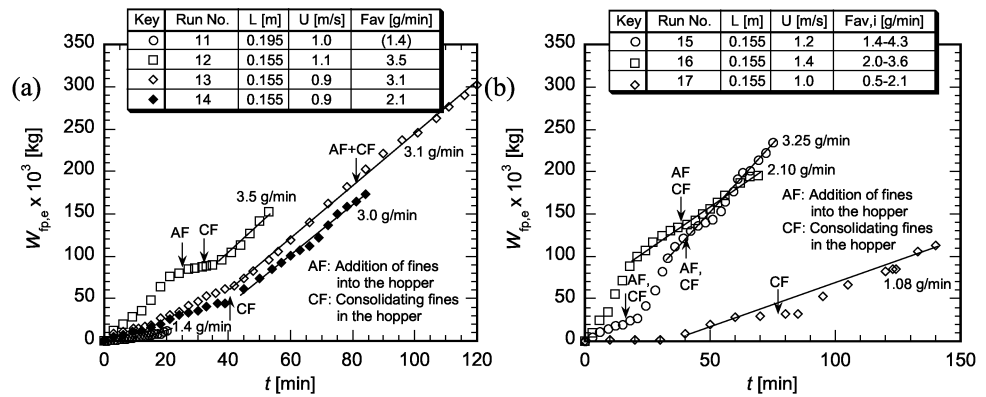 (a)
Key Run No. L [m] U [m/s] Fav [g/min]
11 0.195 1.0 (1.4)
12 0.155 1.1 3.5
13 0.155 0.9 3.1
14 0.155 0.9 2.1
350
300
250
200
150
100
50
0
W fp,e x 10^3 [kg]
AF+CF
3.1 g/min
3.5 g/min
3.0 g/min
AF
CF
AF: Addition of fines
into the hopper
CF: Consolidating fines
in the hopper
CF
1.4 g/min
0 20 40 60 80 100 120
t [min]
(b)
Key Run No. L [m] U [m/s] Fav,i [g/min]
15 0.155 1.2 1.4-4.3
16 0.155 1.4 2.0-3.6
17 0.155 1.0 0.5-2.1
350
300
250
200
150
100
50
0
W fp,e x 10^3 [kg]
3.25 g/min
2.10 g/min
AF
CF
AF: Addition of fines
into the hopper
CF: Consolidating fines
in the hopper
AF,
CF
AF,
CF
CF
1.08 g/min
0 50 100 150
t [min]